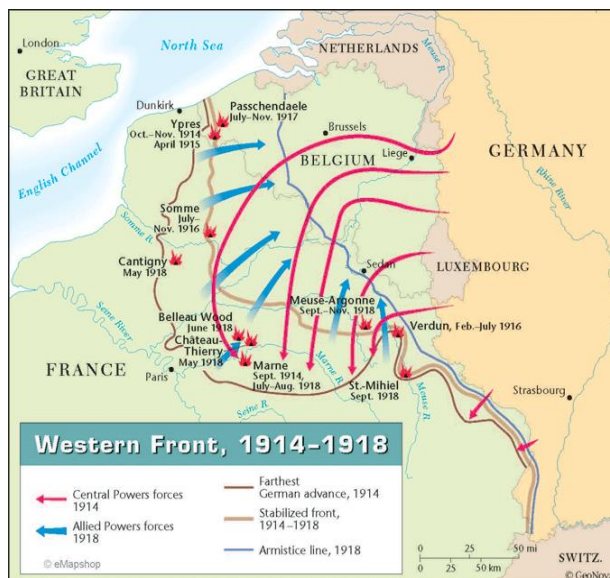 London
North Sea
NETHERLANDS
Meuse R.
GREAT
BRITAIN
Dunkirk
Passchendaele
July–Nov. 1917
Ypres
Oct.–Nov. 1914
April 1915
Brussels
BELGIUM
Liege
GERMANY
English Channel
Rhine River
Somme
July–
Nov. 1916
Somme R.
Cantigny
May 1918
Sedan
LUXEMBOURG
Meuse-Argonne
Sept.–Nov. 1918
Belleau Wood
June 1918
Verdun, Feb.–July 1916
Seine River
Château-
Thierry
May 1918
FRANCE
Paris
Marne
Sept. 1914,
July–Aug. 1918
Marne R.
St.-Mihiel
Sept. 1918
Meuse R.
Strasbourg
Seine R.
Western Front, 1914–1918
Central Powers forces
1914
Allied Powers forces
1918
Farthest
German advance, 1914
Stabilized front,
1914–1918
Armistice line, 1918
0 25 50 mi
0 25 50 km
SWITZ.
© eMapshop
© GeoNov